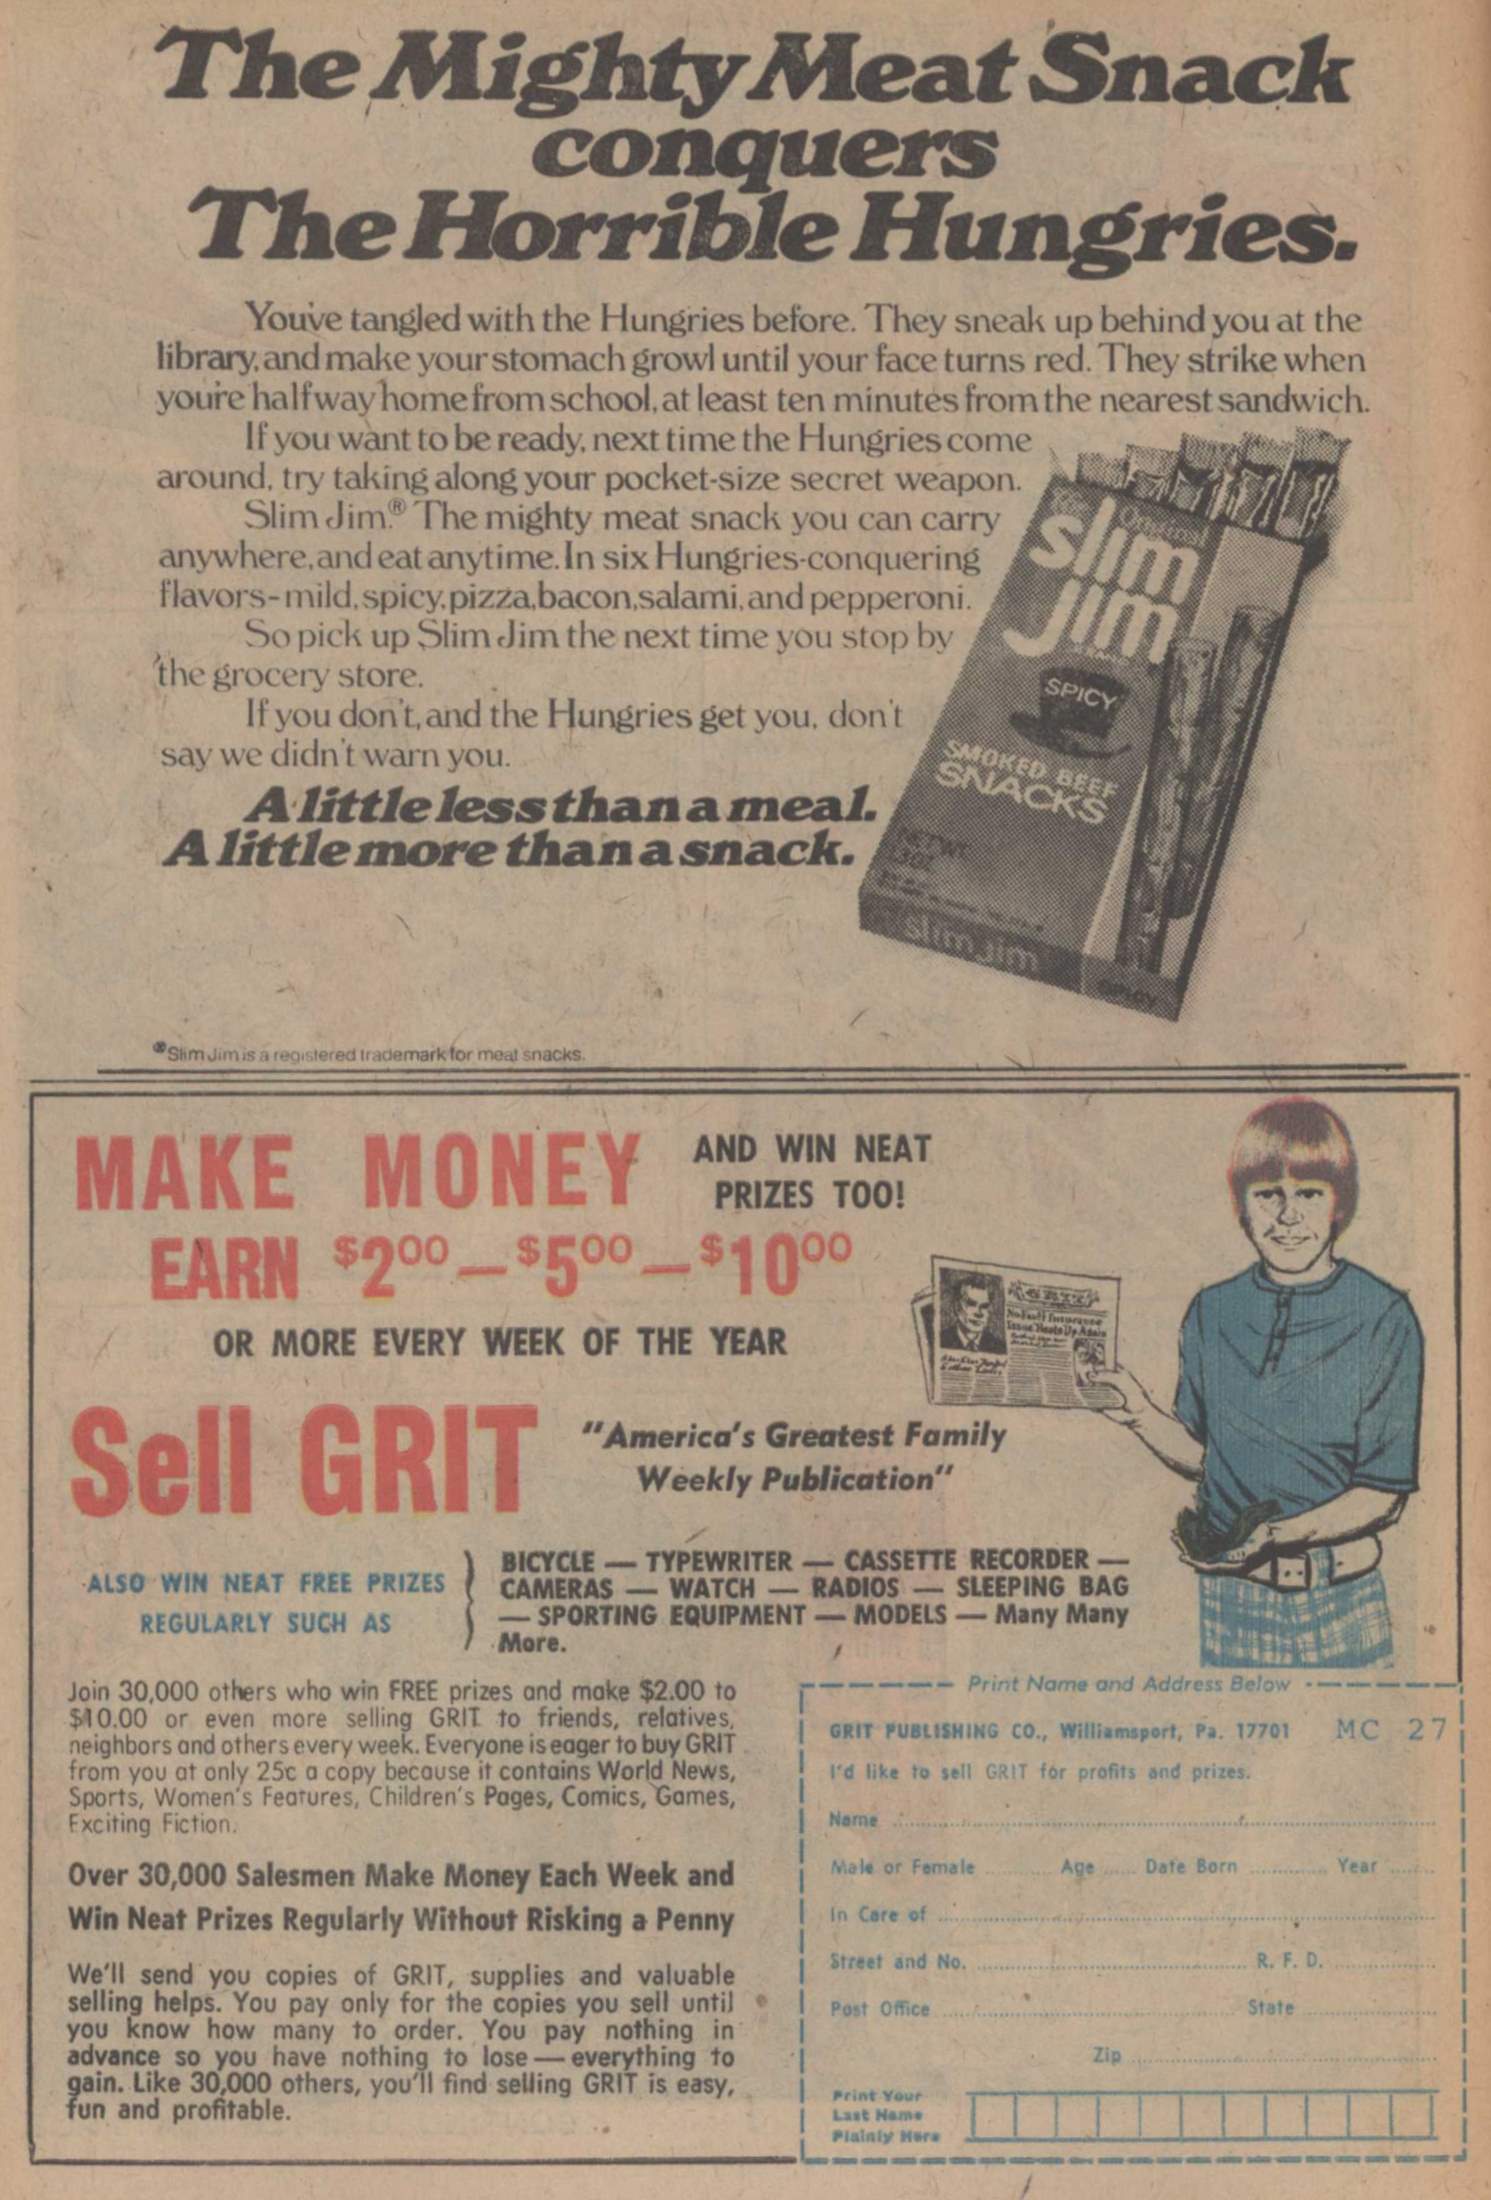 The Mighty Meat Snack
conquers
The Horrible Hungries.
You've tangled with the Hungries before. They sneak up behind you at the
library, and make your stomach growl until your face turns red. They strike when
you're halfway home from school, at least ten minutes from the nearest sandwich.
If you want to be ready, next time the Hungries come
around, try taking along your pocket-size secret weapon.
Slim Jim.® The mighty meat snack you can carry
anywhere, and eat anytime. In six Hungries-conquering
flavors-mild, spicy, pizza, bacon, salami, and pepperoni.
So pick up Slim Jim the next time you stop by
the grocery store.
If you don't, and the Hungries get you, don't
say we didn't warn you.
A little less than a meal.
A little more than a snack.
Original
slim
jim
SPICY
SMOKED BEEF
SNACKS
NET WT.
slim jim
SPICY
®Slim Jim is a registered trademark for meat snacks.
MAKE MONEY AND WIN NEAT
PRIZES TOO!
EARN $2.00 — $5.00 — $10.00
OR MORE EVERY WEEK OF THE YEAR
Sell GRIT "America's Greatest Family
Weekly Publication"
GRIT
No-Fault Insurance
Issue Heats Up Again
ALSO WIN NEAT FREE PRIZES
REGULARLY SUCH AS
BICYCLE — TYPEWRITER — CASSETTE RECORDER —
CAMERAS — WATCH — RADIOS — SLEEPING BAG
— SPORTING EQUIPMENT — MODELS — Many Many
More.
Join 30,000 others who win FREE prizes and make $2.00 to
$10.00 or even more selling GRIT to friends, relatives,
neighbors and others every week. Everyone is eager to buy GRIT
from you at only 25c a copy because it contains World News,
Sports, Women's Features, Children's Pages, Comics, Games,
Exciting Fiction.
Over 30,000 Salesmen Make Money Each Week and
Win Neat Prizes Regularly Without Risking a Penny
We'll send you copies of GRIT, supplies and valuable
selling helps. You pay only for the copies you sell until
you know how many to order. You pay nothing in
advance so you have nothing to lose — everything to
gain. Like 30,000 others, you'll find selling GRIT is easy,
fun and profitable.
Print Name and Address Below
GRIT PUBLISHING CO., Williamsport, Pa. 17701 MC 27
I'd like to sell GRIT for profits and prizes.
Name
Male or Female Age Date Born Year
In Care of
Street and No. R. F. D.
Post Office State
Zip
Print Your
Last Name
Plainly Here